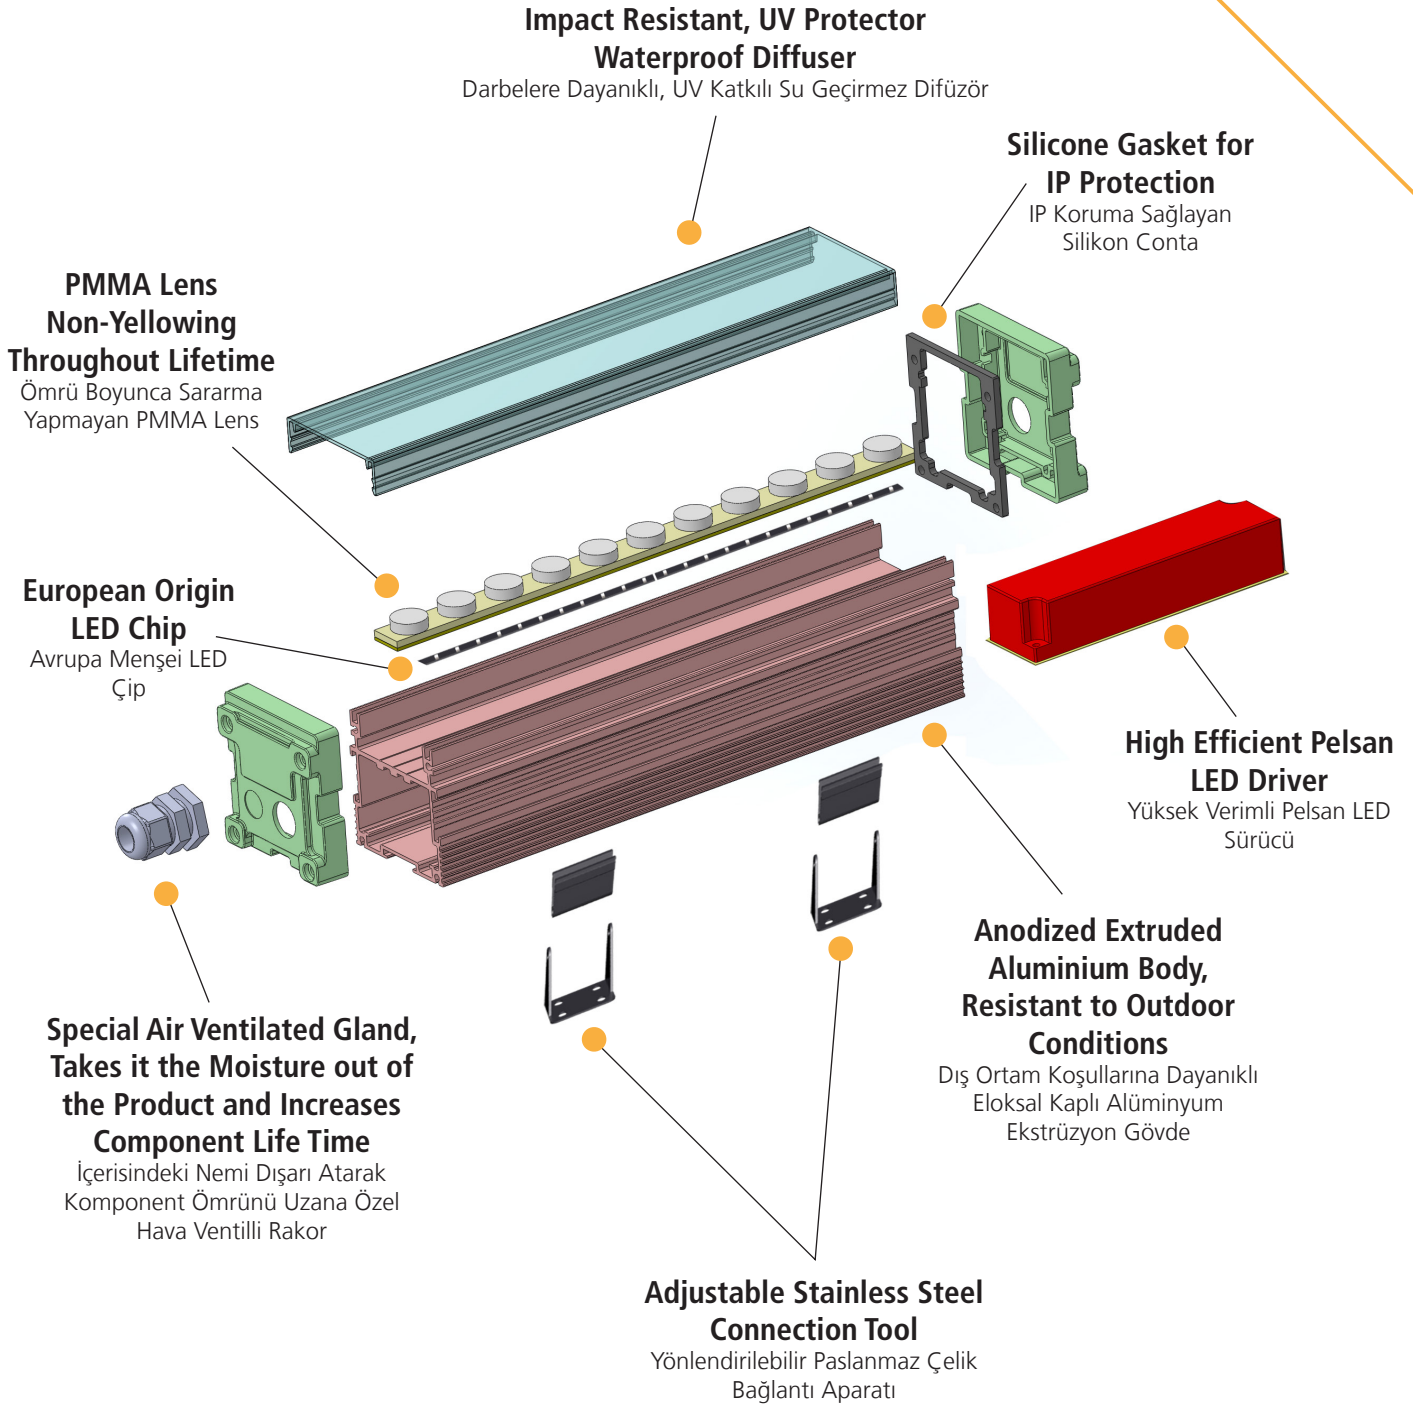 Impact Resistant, UV Protector
Waterproof Diffuser
Darbelere Dayanıklı, UV Katkılı Su Geçirmez Difüzör
Silicone Gasket for
IP Protection
IP Koruma Sağlayan
Silikon Conta
PMMA Lens
Non-Yellowing
Throughout Lifetime
Ömrü Boyunca Sararma
Yapmayan PMMA Lens
European Origin
LED Chip
Avrupa Menşei LED
Çip
High Efficient Pelsan
LED Driver
Yüksek Verimli Pelsan LED
Sürücü
Anodized Extruded
Aluminium Body,
Resistant to Outdoor
Conditions
Dış Ortam Koşullarına Dayanıklı
Eloksal Kaplı Alüminyum
Ekstrüzyon Gövde
Special Air Ventilated Gland,
Takes it the Moisture out of
the Product and Increases
Component Life Time
İçerisindeki Nemi Dışarı Atarak
Komponent Ömrünü Uzana Özel
Hava Ventilli Rakor
Adjustable Stainless Steel
Connection Tool
Yönlendirilebilir Paslanmaz Çelik
Bağlantı Aparatı